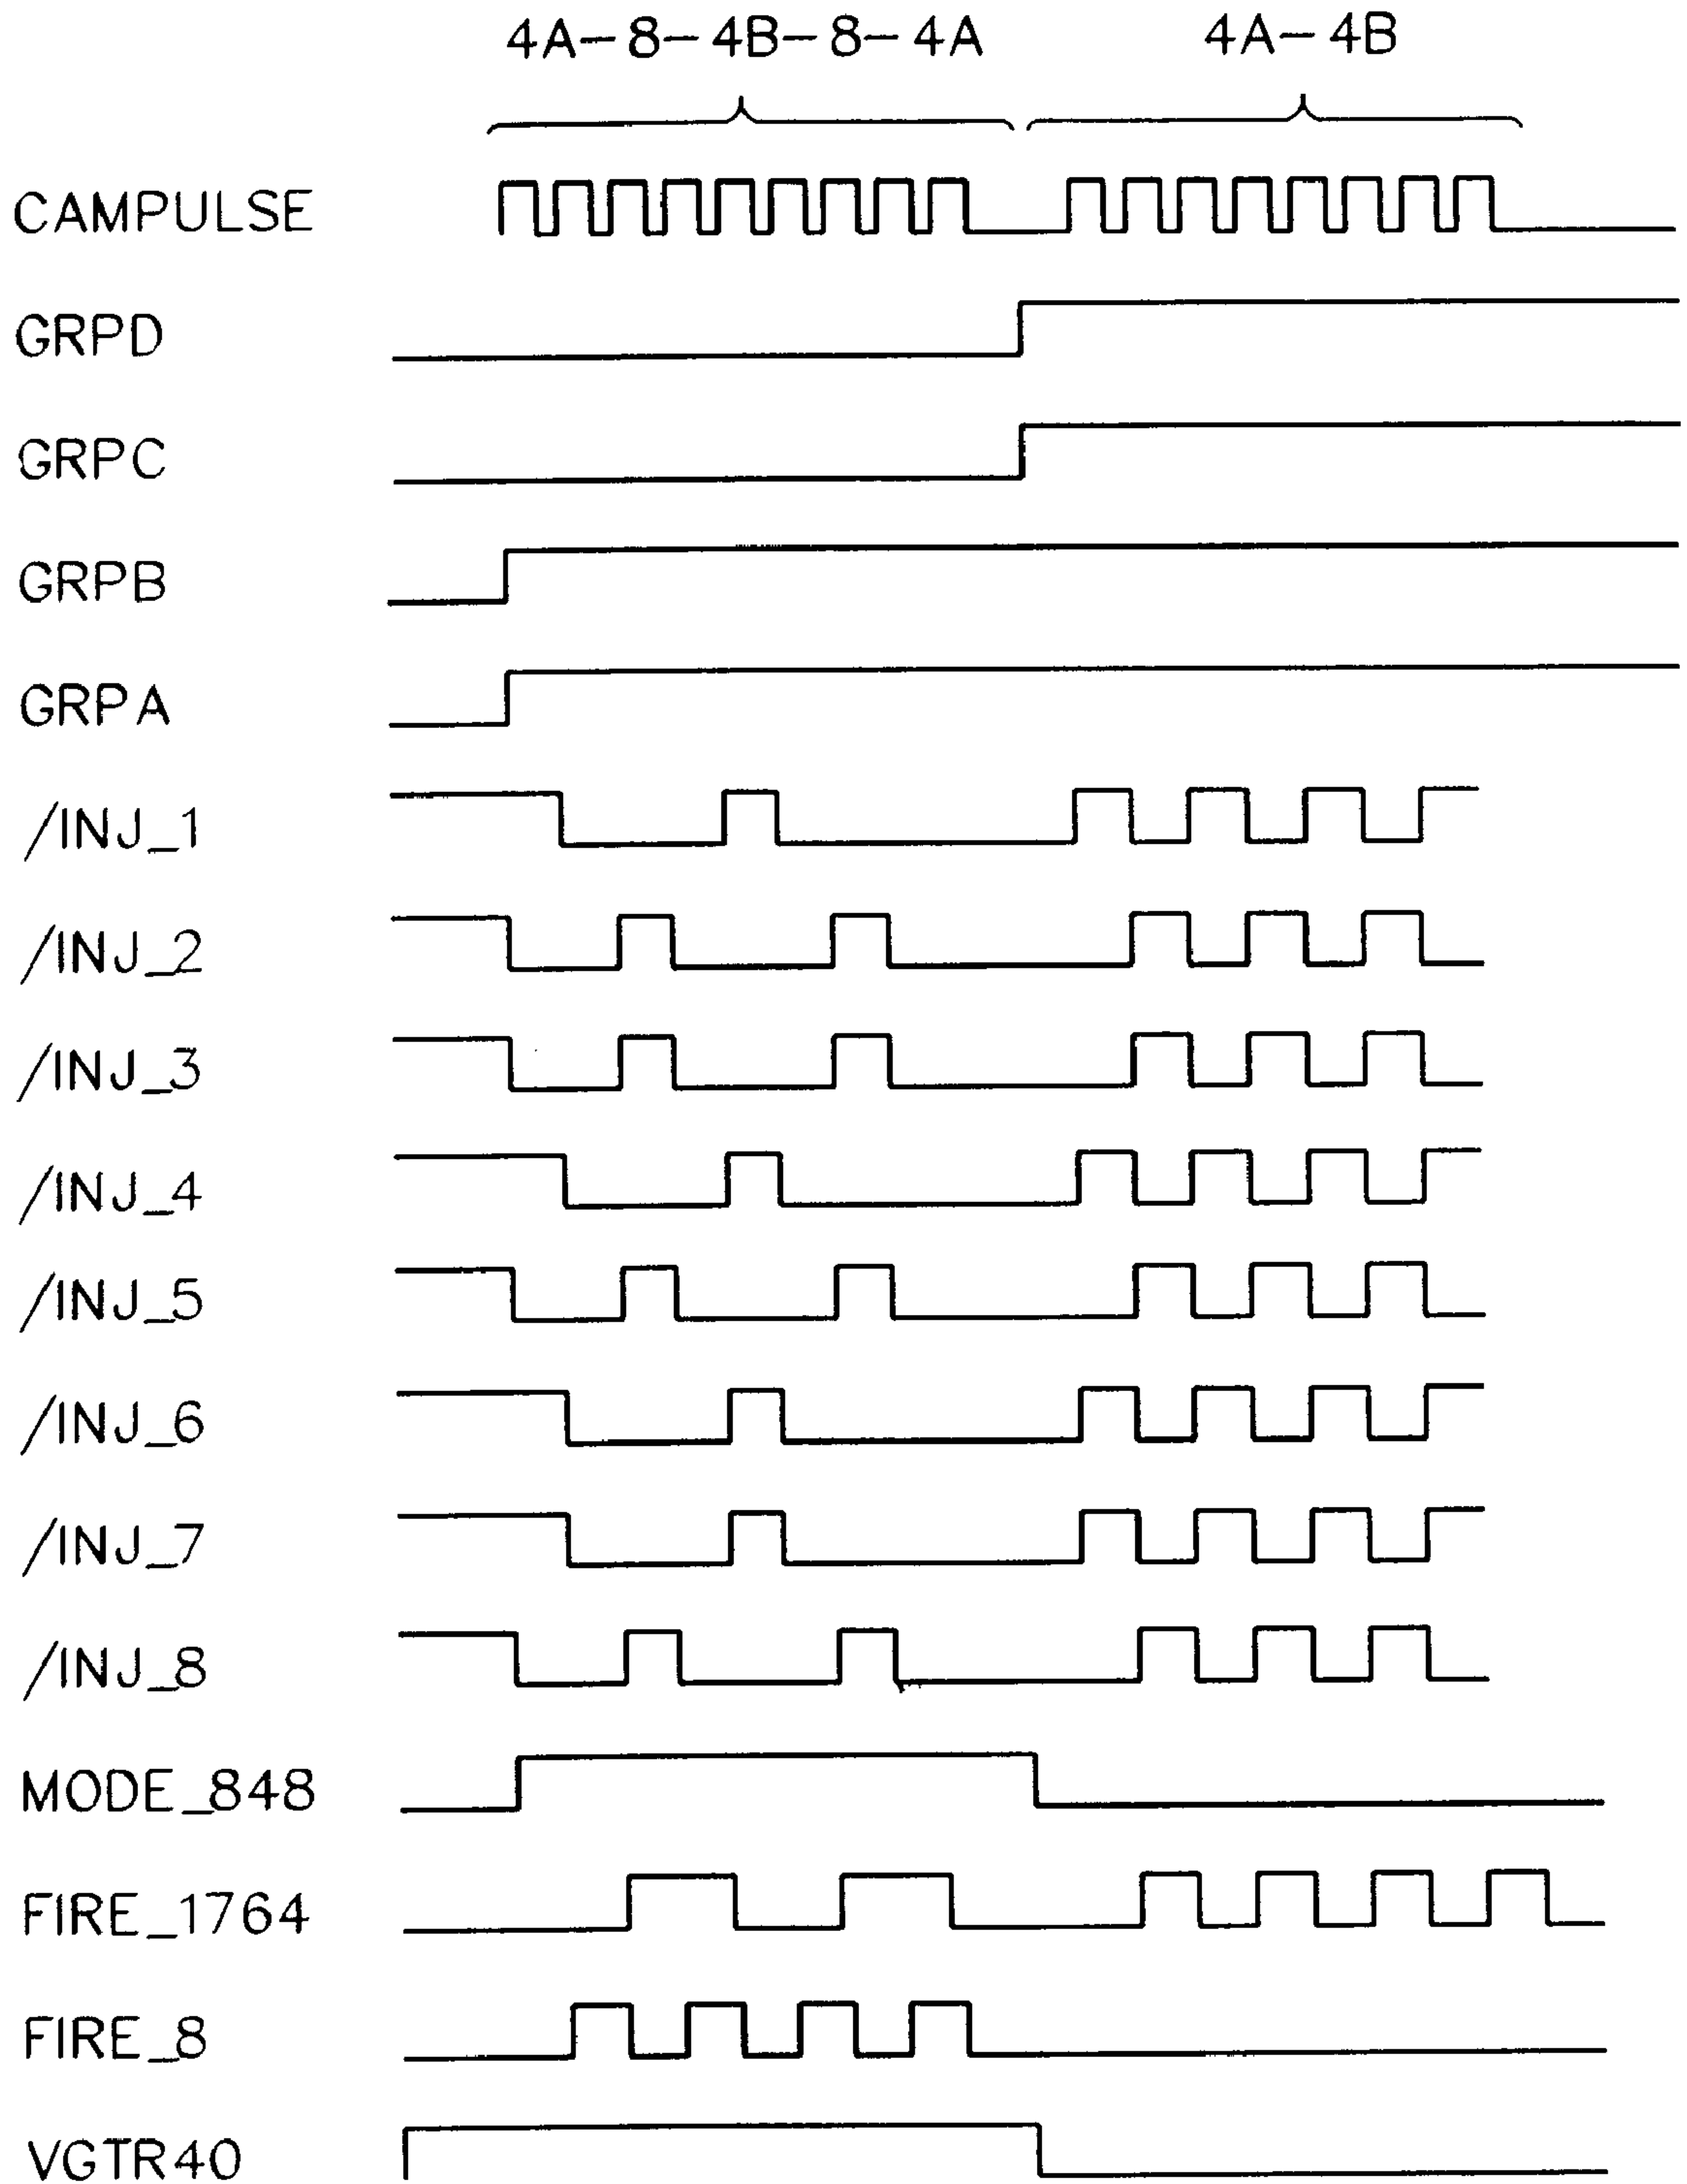 4A-8-4B-8-4A 4A-4B
CAMPULSE
GRPD
GRPC
GRPB
GRPA
/INJ_1
/INJ_2
/INJ_3
/INJ_4
/INJ_5
/INJ_6
/INJ_7
/INJ_8
MODE_848
FIRE_1764
FIRE_8
VGTR40